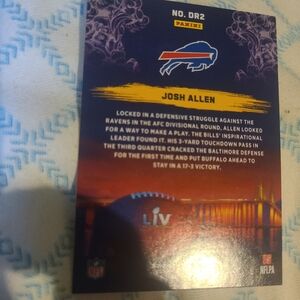 NO. DR2
PANINI
JOSH ALLEN
LOCKED IN A DEFENSIVE STRUGGLE AGAINST THE
RAVENS IN THE AFC DIVISIONAL ROUND, ALLEN LOOKED
FOR A WAY TO MAKE A PLAY. THE BILLS' INSPIRATIONAL
LEADER FOUND IT. HIS 3-YARD TOUCHDOWN PASS IN
THE THIRD QUARTER CRACKED THE BALTIMORE DEFENSE
FOR THE FIRST TIME AND PUT BUFFALO AHEAD TO
STAY IN A 17-3 VICTORY.
LIV
NFL
NFLPA